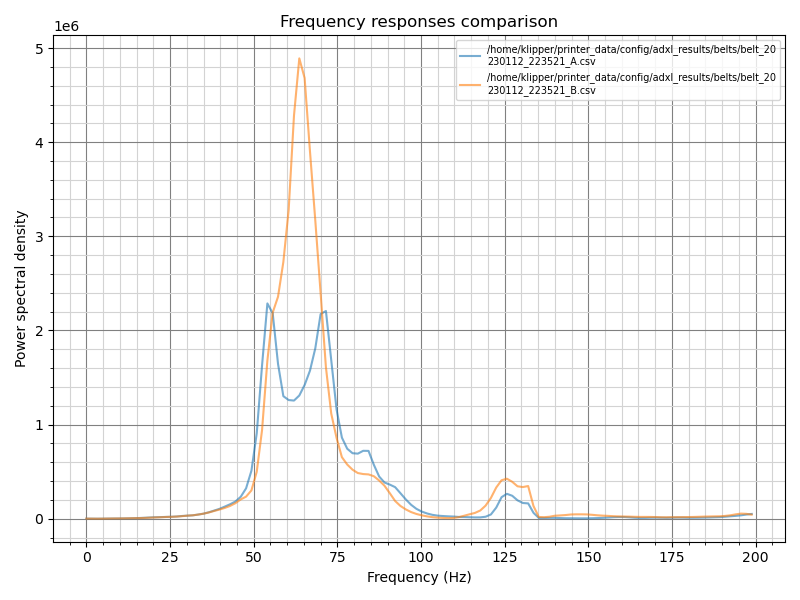 Frequency responses comparison
1e6
/home/klipper/printer_data/config/adxl_results/belts/belt_20
230112_223521_A.csv
/home/klipper/printer_data/config/adxl_results/belts/belt_20
230112_223521_B.csv
5
4
3
2
1
0
Power spectral density
0 25 50 75 100 125 150 175 200
Frequency (Hz)